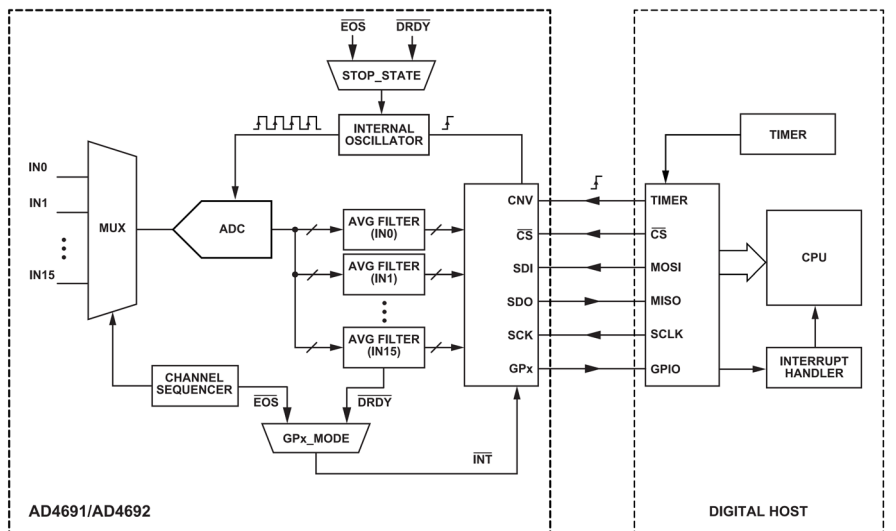 EOS DRDY
STOP_STATE
INTERNAL
OSCILLATOR
TIMER
IN0
IN1
IN15
MUX
ADC
AVG FILTER
(IN0)
AVG FILTER
(IN1)
AVG FILTER
(IN15)
CNV
CS
SDI
SDO
SCK
GPx
TIMER
CS
MOSI
MISO
SCLK
GPIO
CPU
INTERRUPT
HANDLER
CHANNEL
SEQUENCER
EOS DRDY
GPx_MODE
INT
AD4691/AD4692
DIGITAL HOST